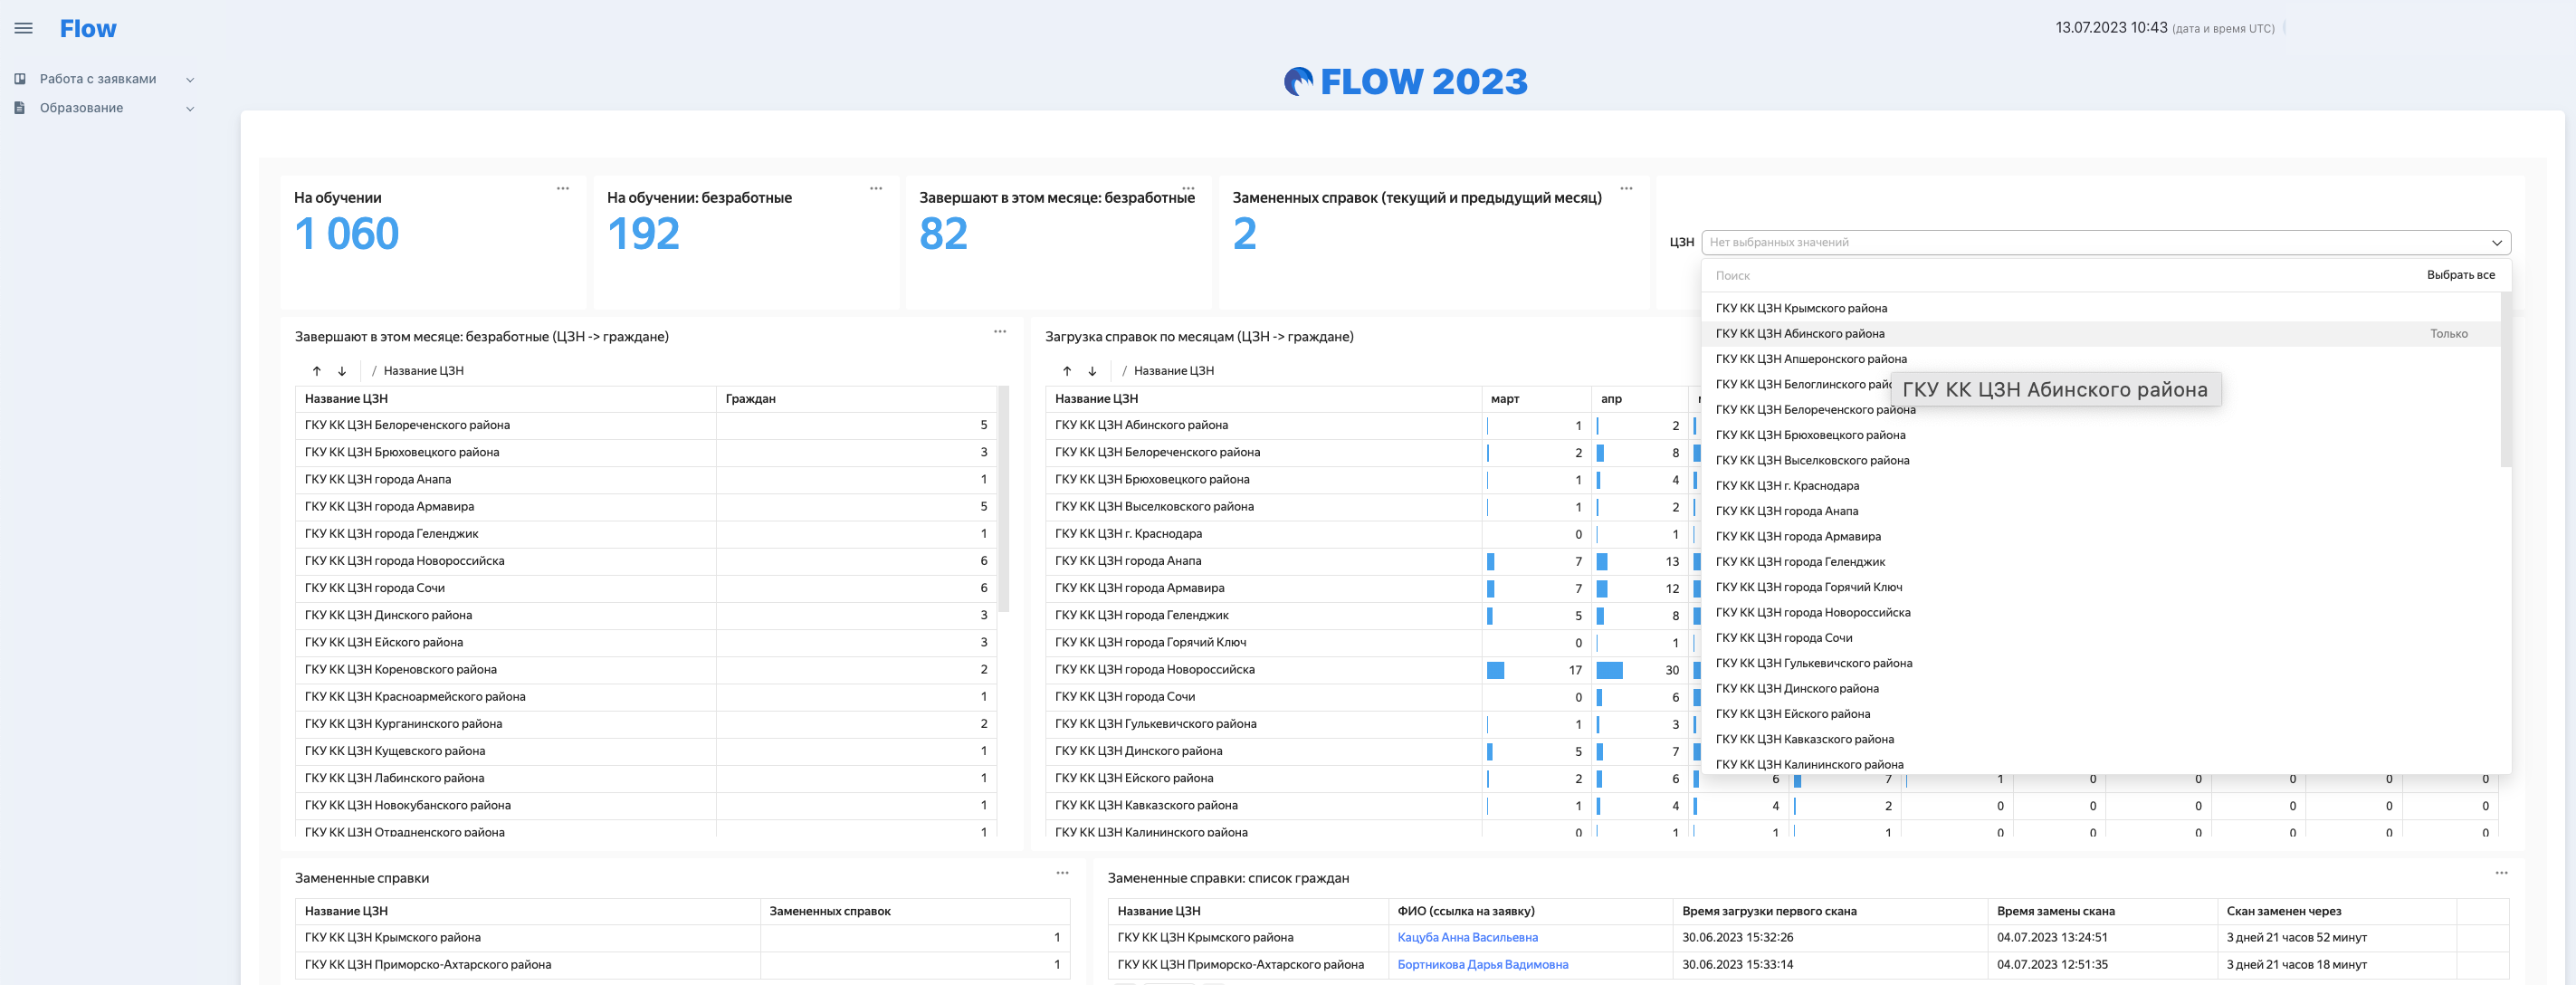 Flow
13.07.2023 10:43 (дата и время UTC)
Работа с заявками
Образование
FLOW 2023
На обучении
1 060
На обучении: безработные
192
Завершают в этом месяце: безработные
82
Замененных справок (текущий и предыдущий месяц)
2
ЦЗН Нет выбранных значений
Поиск Выбрать все
ГКУ КК ЦЗН Крымского района
ГКУ КК ЦЗН Абинского района Только
ГКУ КК ЦЗН Апшеронского района
ГКУ КК ЦЗН Белоглинского
ГКУ КК ЦЗН Абинского района
ГКУ КК ЦЗН Белореченского района
ГКУ КК ЦЗН Брюховецкого района
ГКУ КК ЦЗН Выселковского района
ГКУ КК ЦЗН г. Краснодара
ГКУ КК ЦЗН города Анапа
ГКУ КК ЦЗН города Армавира
ГКУ КК ЦЗН города Геленджик
ГКУ КК ЦЗН города Горячий Ключ
ГКУ КК ЦЗН города Новороссийска
ГКУ КК ЦЗН города Сочи
ГКУ КК ЦЗН Гулькевичского района
ГКУ КК ЦЗН Динского района
ГКУ КК ЦЗН Ейского района
ГКУ КК ЦЗН Кавказского района
ГКУ КК ЦЗН Калининского района
Завершают в этом месяце: безработные (ЦЗН -> граждане)
/ Название ЦЗН
Название ЦЗН Граждан
ГКУ КК ЦЗН Белореченского района 5
ГКУ КК ЦЗН Брюховецкого района 3
ГКУ КК ЦЗН города Анапа 1
ГКУ КК ЦЗН города Армавира 5
ГКУ КК ЦЗН города Геленджик 1
ГКУ КК ЦЗН города Новороссийска 6
ГКУ КК ЦЗН города Сочи 6
ГКУ КК ЦЗН Динского района 3
ГКУ КК ЦЗН Ейского района 3
ГКУ КК ЦЗН Кореновского района 2
ГКУ КК ЦЗН Красноармейского района 1
ГКУ КК ЦЗН Курганинского района 2
ГКУ КК ЦЗН Кущевского района 1
ГКУ КК ЦЗН Лабинского района 1
ГКУ КК ЦЗН Новокубанского района 1
ГКУ КК ЦЗН Отрадненского района 1
Загрузка справок по месяцам (ЦЗН -> граждане)
/ Название ЦЗН
Название ЦЗН март апр
ГКУ КК ЦЗН Абинского района 1 2
ГКУ КК ЦЗН Белореченского района 2 8
ГКУ КК ЦЗН Брюховецкого района 1 4
ГКУ КК ЦЗН Выселковского района 1 2
ГКУ КК ЦЗН г. Краснодара 0 1
ГКУ КК ЦЗН города Анапа 7 13
ГКУ КК ЦЗН города Армавира 7 12
ГКУ КК ЦЗН города Геленджик 5 8
ГКУ КК ЦЗН города Горячий Ключ 0 1
ГКУ КК ЦЗН города Новороссийска 17 30
ГКУ КК ЦЗН города Сочи 0 6
ГКУ КК ЦЗН Гулькевичского района 1 3
ГКУ КК ЦЗН Динского района 5 7
ГКУ КК ЦЗН Ейского района 2 6 6 7 1 0 0 0 0 0
ГКУ КК ЦЗН Кавказского района 1 4 4 2 0 0 0 0 0 0
ГКУ КК ЦЗН Калининского района 0 1 1 1 0 0 0 0 0 0
Замененные справки
Название ЦЗН Замененных справок
ГКУ КК ЦЗН Крымского района 1
ГКУ КК ЦЗН Приморско-Ахтарского района 1
Замененные справки: список граждан
Название ЦЗН ФИО (ссылка на заявку) Время загрузки первого скана Время замены скана Скан заменен через
ГКУ КК ЦЗН Крымского района Кацуба Анна Васильевна 30.06.2023 15:32:26 04.07.2023 13:24:51 3 дней 21 часов 52 минут
ГКУ КК ЦЗН Приморско-Ахтарского района Бортникова Дарья Вадимовна 30.06.2023 15:33:14 04.07.2023 12:51:35 3 дней 21 часов 18 минут